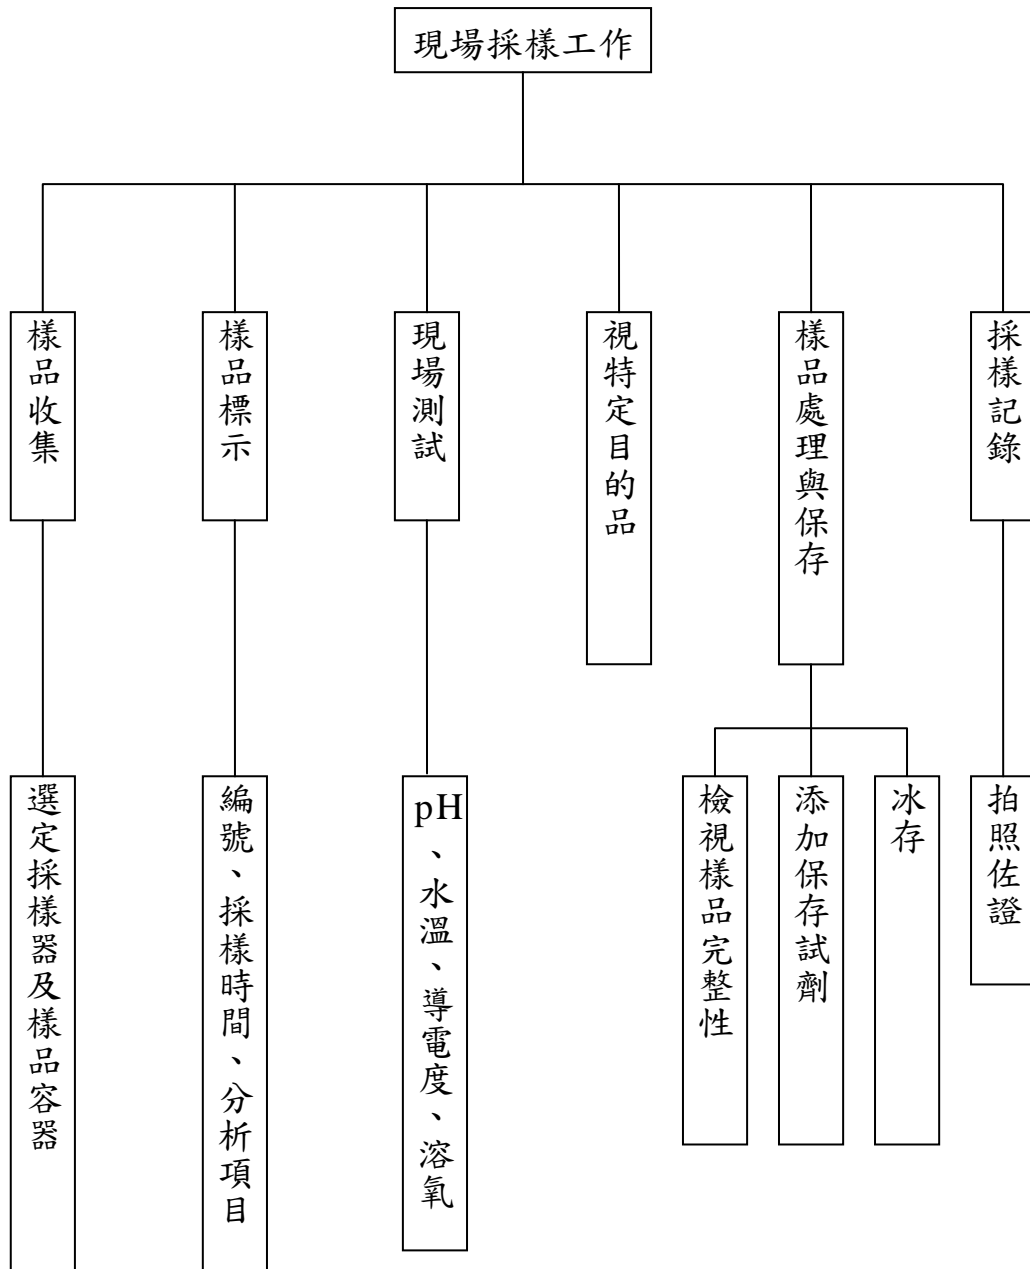 現場採樣工作
樣品收集
樣品標示
現場測試
視特定目的品
樣品處理與保存
採樣記錄
選定採樣器及樣品容器
編號、採樣時間、分析項目
pH、水溫、導電度、溶氧
檢視樣品完整性
添加保存試劑
冰存
拍照佐證